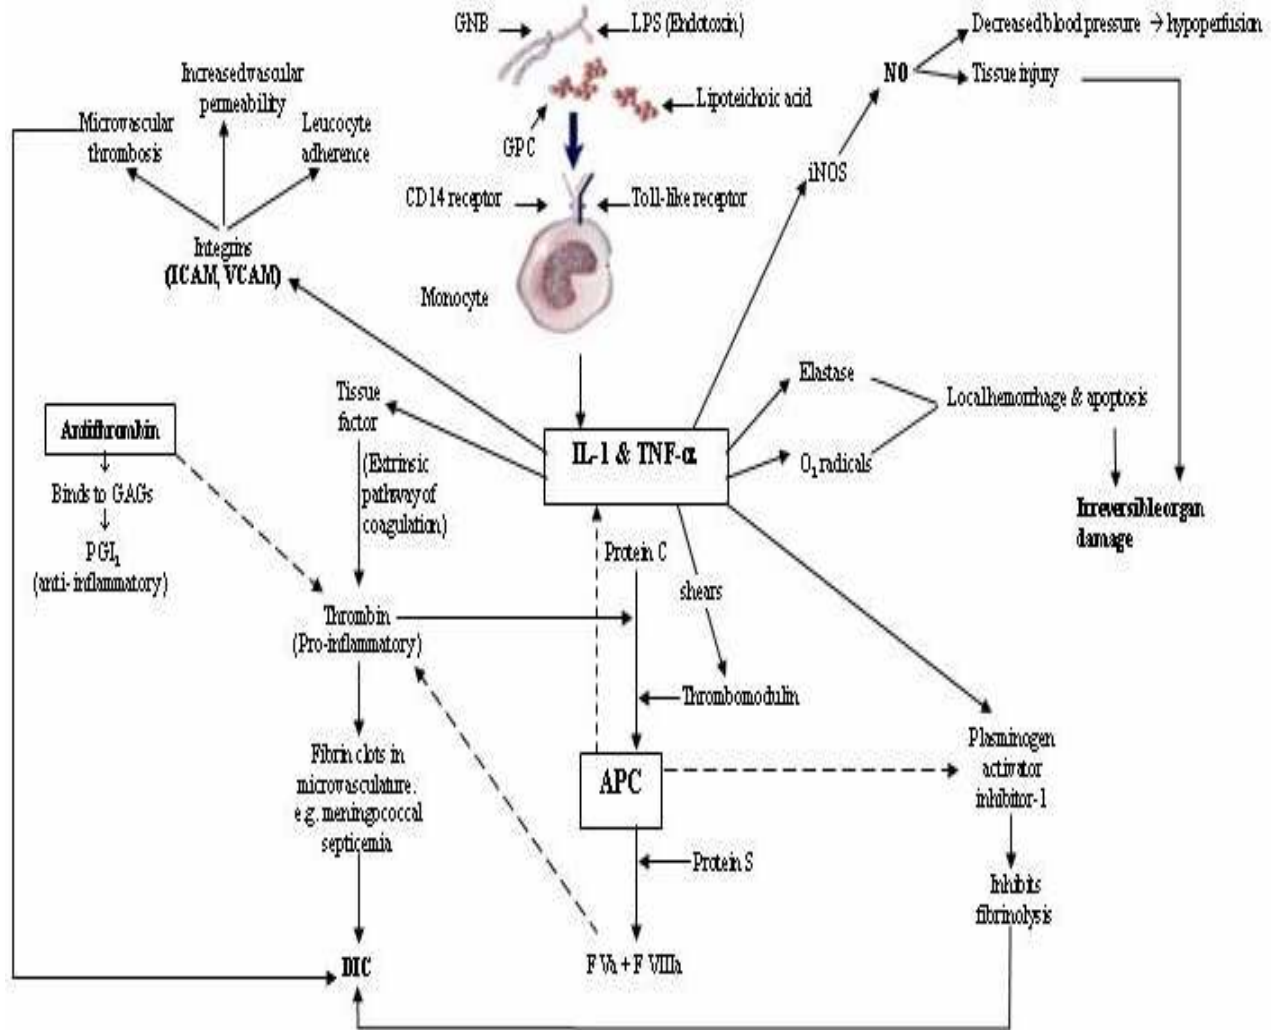 GNB
LPS (Endotoxin)
Decreased blood pressure → hypoperfusion
NO
Tissue injury
Increased vascular
permeability
Lipoteichoic acid
Microvascular
thrombosis
Leucocyte
adherence
GPC
iNOS
CD14 receptor
Toll-like receptor
Integrins
(ICAM, VCAM)
Monocyte
Tissue
factor
Elastase
Local hemorrhage & apoptosis
Antithrombin
IL-1 & TNF-α
O₂ radicals
(Extrinsic
pathway of
coagulation)
Binds to GAGs
Irreversible organ
damage
PGI₂
(anti-inflammatory)
Protein C
shears
Thrombin
(Pro-inflammatory)
Thrombomodulin
Fibrin clots in
microvasculature.
e.g. meningococcal
septicemia
APC
Plasminogen
activator
inhibitor-1
Protein S
Inhibits
fibrinolysis
DIC
F Va + F VIIIa